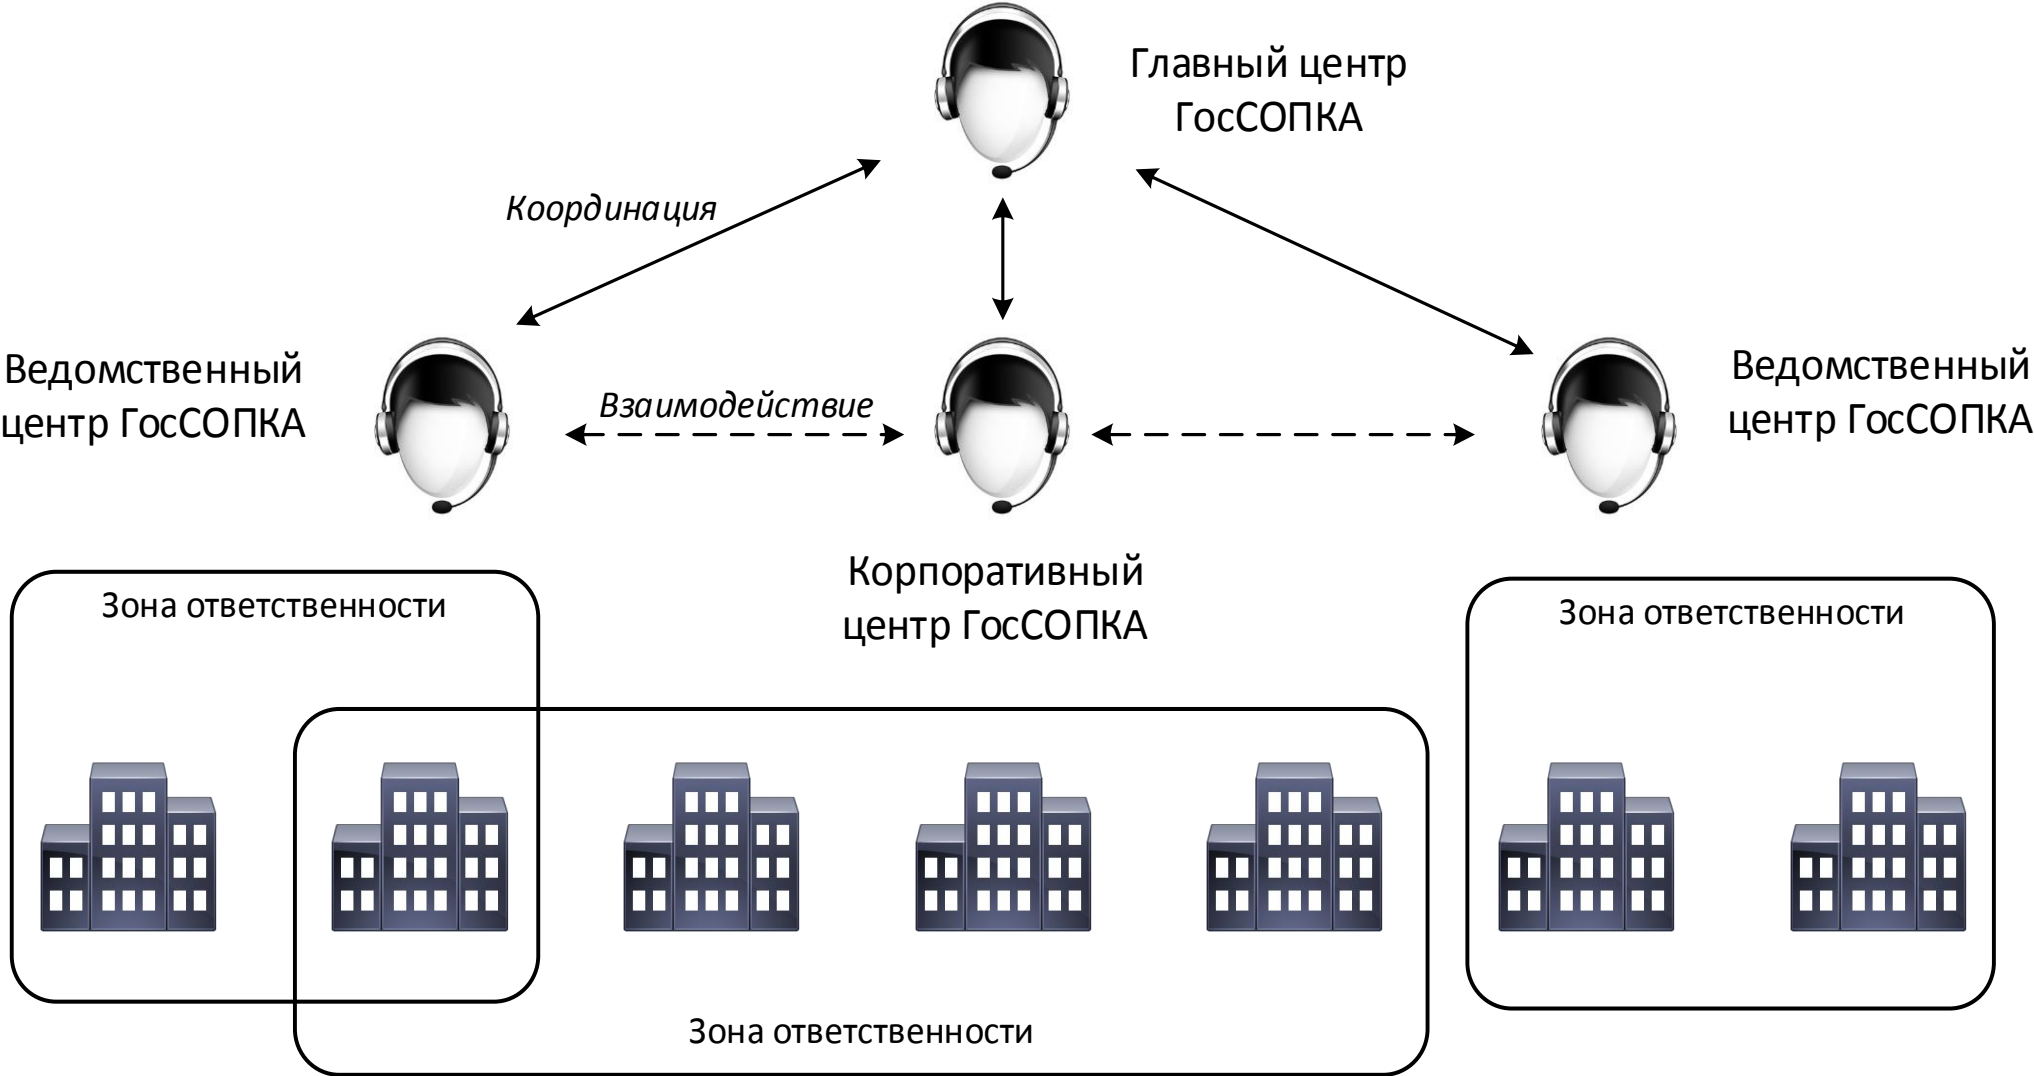 Главный центр
ГосСОПКА
Координация
Ведомственный
центр ГосСОПКА
Взаимодействие
Ведомственный
центр ГосСОПКА
Корпоративный
центр ГосСОПКА
Зона ответственности
Зона ответственности
Зона ответственности